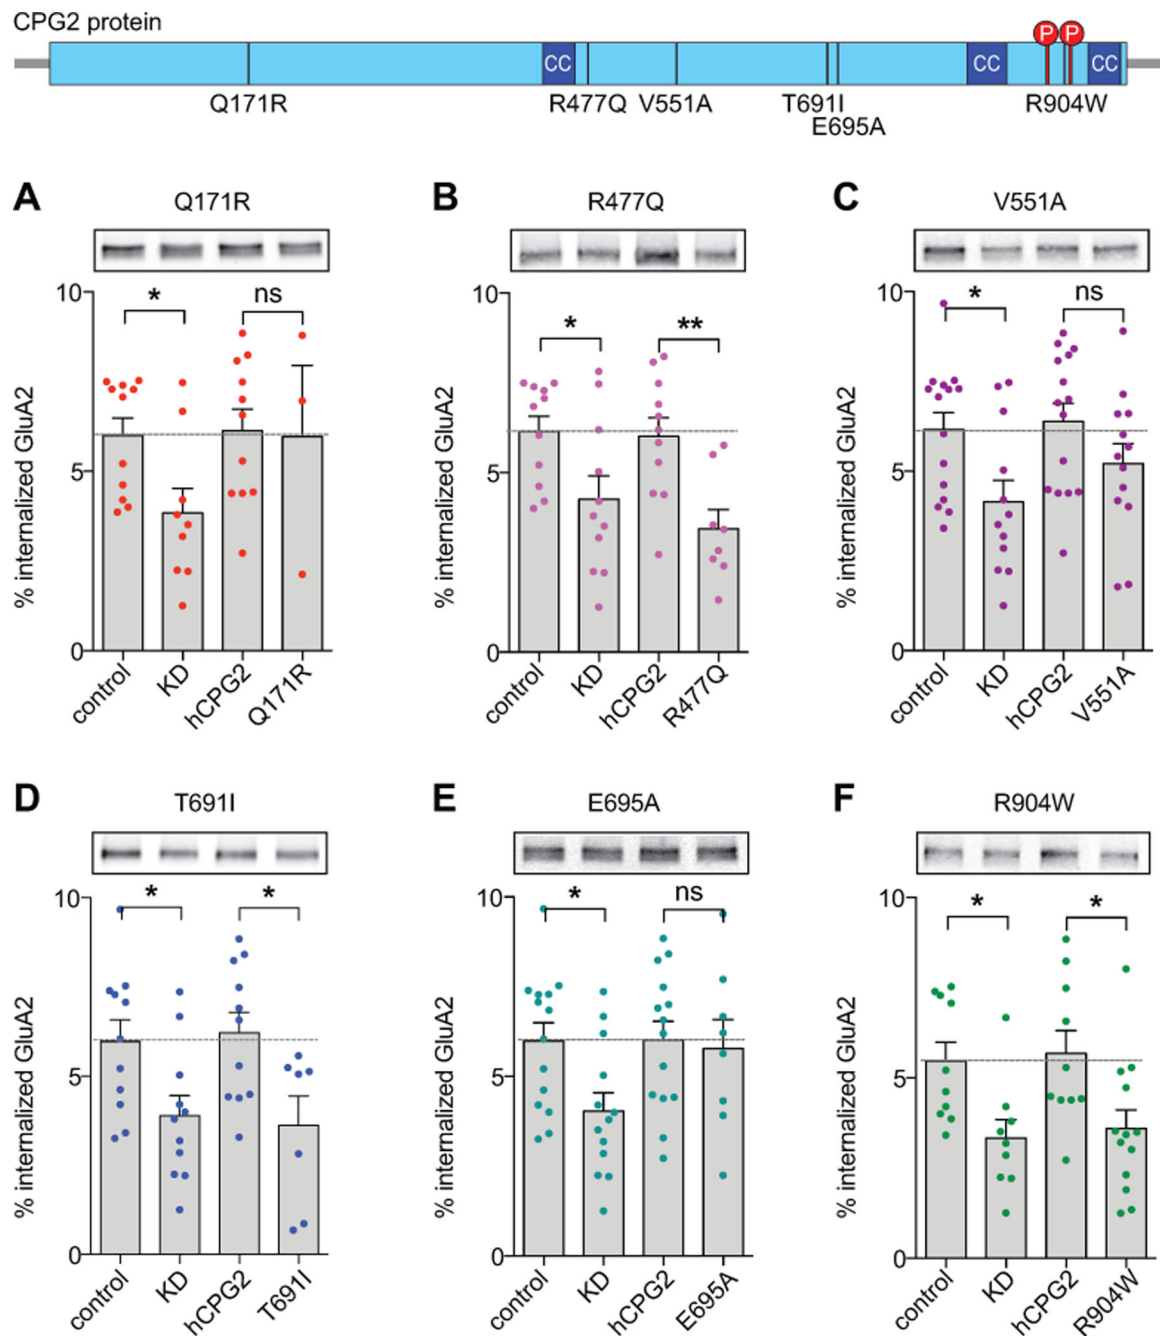 CPG2 protein
P P
CC CC CC
Q171R R477Q V551A T691I R904W
E695A
A B C
Q171R R477Q V551A
* ns * ** * ns
10 10 10
5 5 5
0 0 0
% internalized GluA2 % internalized GluA2 % internalized GluA2
control KD hCPG2 Q171R control KD hCPG2 R477Q control KD hCPG2 V551A
D E F
T691I E695A R904W
* * * ns * *
10 10 10
5 5 5
0 0 0
% internalized GluA2 % internalized GluA2 % internalized GluA2
control KD hCPG2 T691I control KD hCPG2 E695A control KD hCPG2 R904W